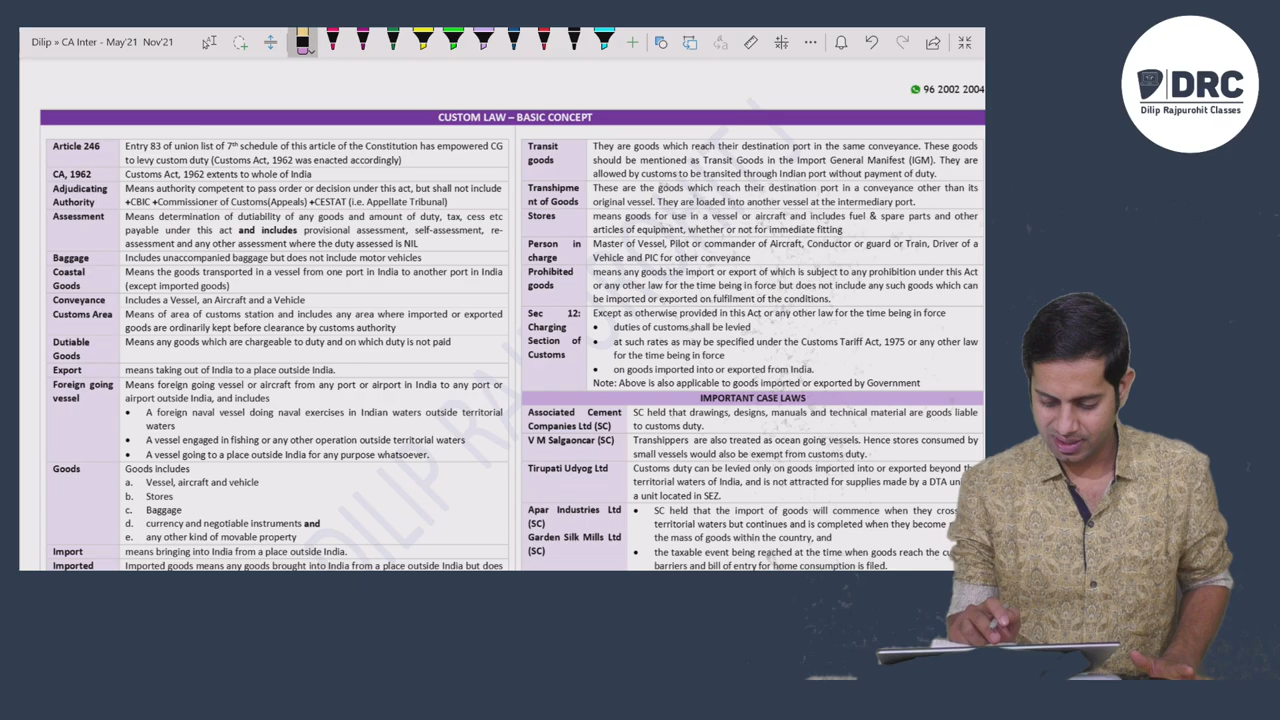 Dilip » CA Inter - May'21 Nov'21
96 2002 2004
DRC
Dilip Rajpurohit Classes
CUSTOM LAW – BASIC CONCEPT
Article 246
Entry 83 of union list of 7th schedule of this article of the Constitution has empowered CG
to levy custom duty (Customs Act, 1962 was enacted accordingly)
CA, 1962
Customs Act, 1962 extents to whole of India
Adjudicating
Authority
Means authority competent to pass order or decision under this act, but shall not include
+CBIC +Commissioner of Customs(Appeals) +CESTAT (i.e. Appellate Tribunal)
Assessment
Means determination of dutiability of any goods and amount of duty, tax, cess etc
payable under this act and includes provisional assessment, self-assessment, re-
assessment and any other assessment where the duty assessed is NIL
Baggage
Includes unaccompanied baggage but does not include motor vehicles
Coastal
Goods
Means the goods transported in a vessel from one port in India to another port in India
(except imported goods)
Conveyance
Includes a Vessel, an Aircraft and a Vehicle
Customs Area
Means of area of customs station and includes any area where imported or exported
goods are ordinarily kept before clearance by customs authority
Dutiable
Goods
Means any goods which are chargeable to duty and on which duty is not paid
Export
means taking out of India to a place outside India.
Foreign going
vessel
Means foreign going vessel or aircraft from any port or airport in India to any port or
airport outside India, and includes
• A foreign naval vessel doing naval exercises in Indian waters outside territorial
waters
• A vessel engaged in fishing or any other operation outside territorial waters
• A vessel going to a place outside India for any purpose whatsoever.
Goods
Goods includes
a. Vessel, aircraft and vehicle
b. Stores
c. Baggage
d. currency and negotiable instruments and
e. any other kind of movable property
Import
means bringing into India from a place outside India.
Imported
Imported goods means any goods brought into India from a place outside India but does
Transit
goods
They are goods which reach their destination port in the same conveyance. These goods
should be mentioned as Transit Goods in the Import General Manifest (IGM). They are
allowed by customs to be transited through Indian port without payment of duty.
Transhipme
nt of Goods
These are the goods which reach their destination port in a conveyance other than its
original vessel. They are loaded into another vessel at the intermediary port.
Stores
means goods for use in a vessel or aircraft and includes fuel & spare parts and other
articles of equipment, whether or not for immediate fitting
Person in
charge
Master of Vessel, Pilot or commander of Aircraft, Conductor or guard or Train, Driver of a
Vehicle and PIC for other conveyance
Prohibited
goods
means any goods the import or export of which is subject to any prohibition under this Act
or any other law for the time being in force but does not include any such goods which can
be imported or exported on fulfilment of the conditions.
Sec 12:
Charging
Section of
Customs
Except as otherwise provided in this Act or any other law for the time being in force
• duties of customs shall be levied
• at such rates as may be specified under the Customs Tariff Act, 1975 or any other law
for the time being in force
• on goods imported into or exported from India.
Note: Above is also applicable to goods imported or exported by Government
IMPORTANT CASE LAWS
Associated Cement
Companies Ltd (SC)
SC held that drawings, designs, manuals and technical material are goods liable
to customs duty.
V M Salgaoncar (SC)
Transhippers are also treated as ocean going vessels. Hence stores consumed by
small vessels would also be exempt from customs duty.
Tirupati Udyog Ltd
Customs duty can be levied only on goods imported into or exported beyond
territorial waters of India, and is not attracted for supplies made by a DTA
a unit located in SEZ.
Apar Industries Ltd
(SC)
Garden Silk Mills Ltd
(SC)
• SC held that the import of goods will commence when they
territorial waters but continues and is completed when they become
the mass of goods within the country, and
• the taxable event being reached at the time when goods reach the
barriers and bill of entry for home consumption is filed.